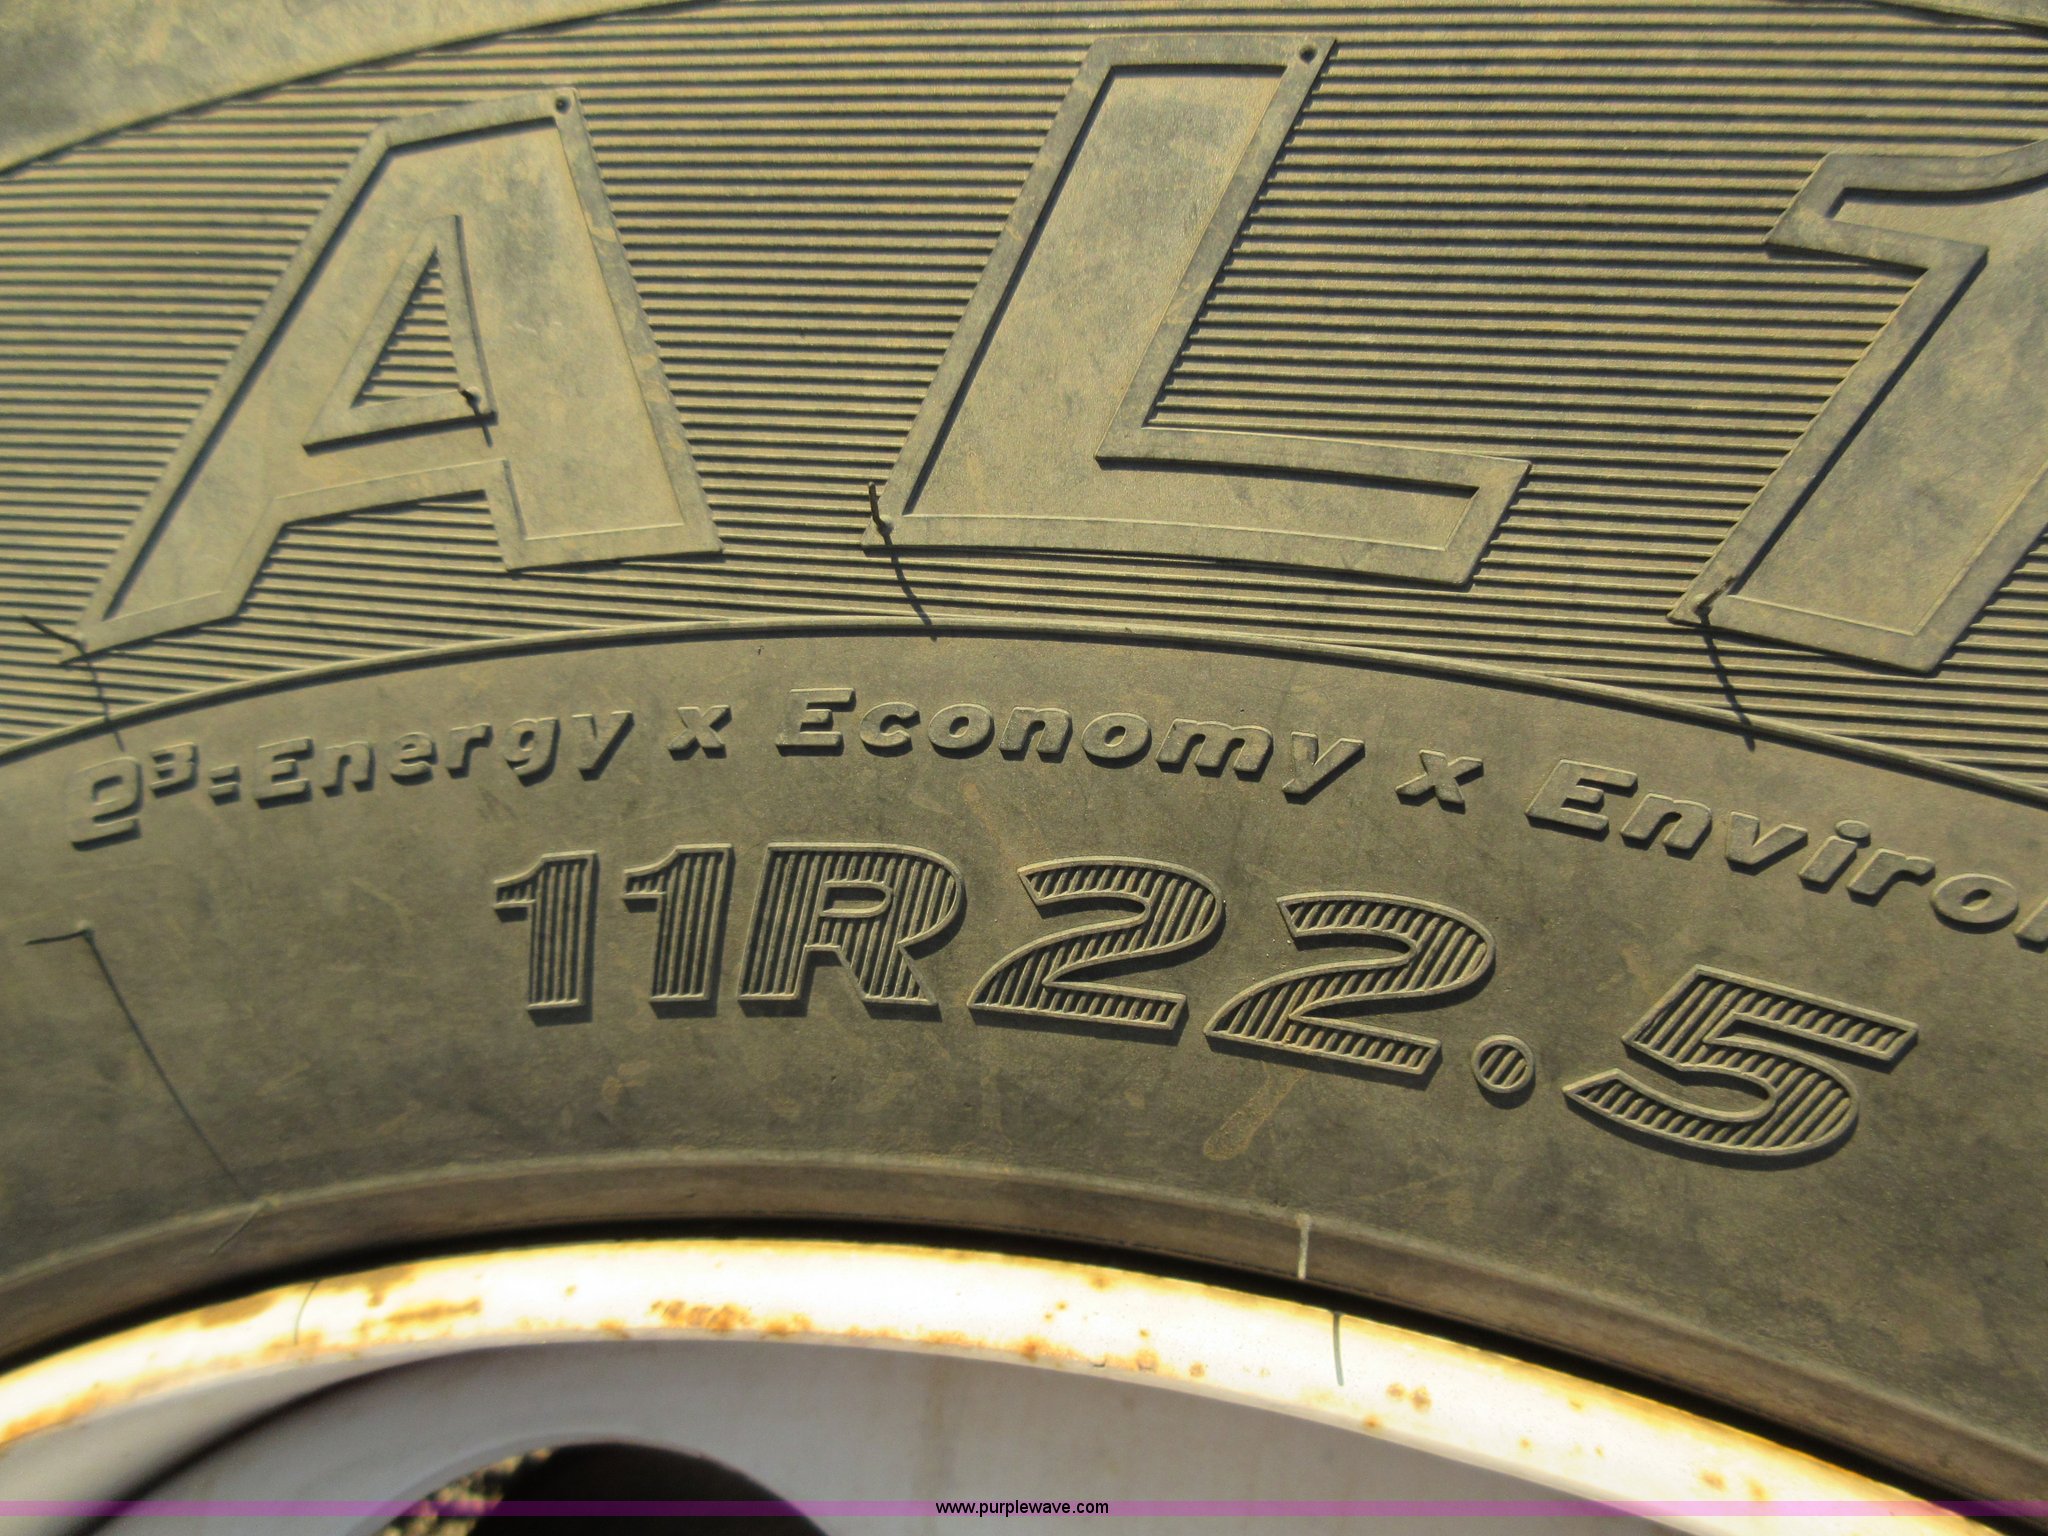 AL
e³=Energy x Economy x Enviro
11R22.5
www.purplewave.com